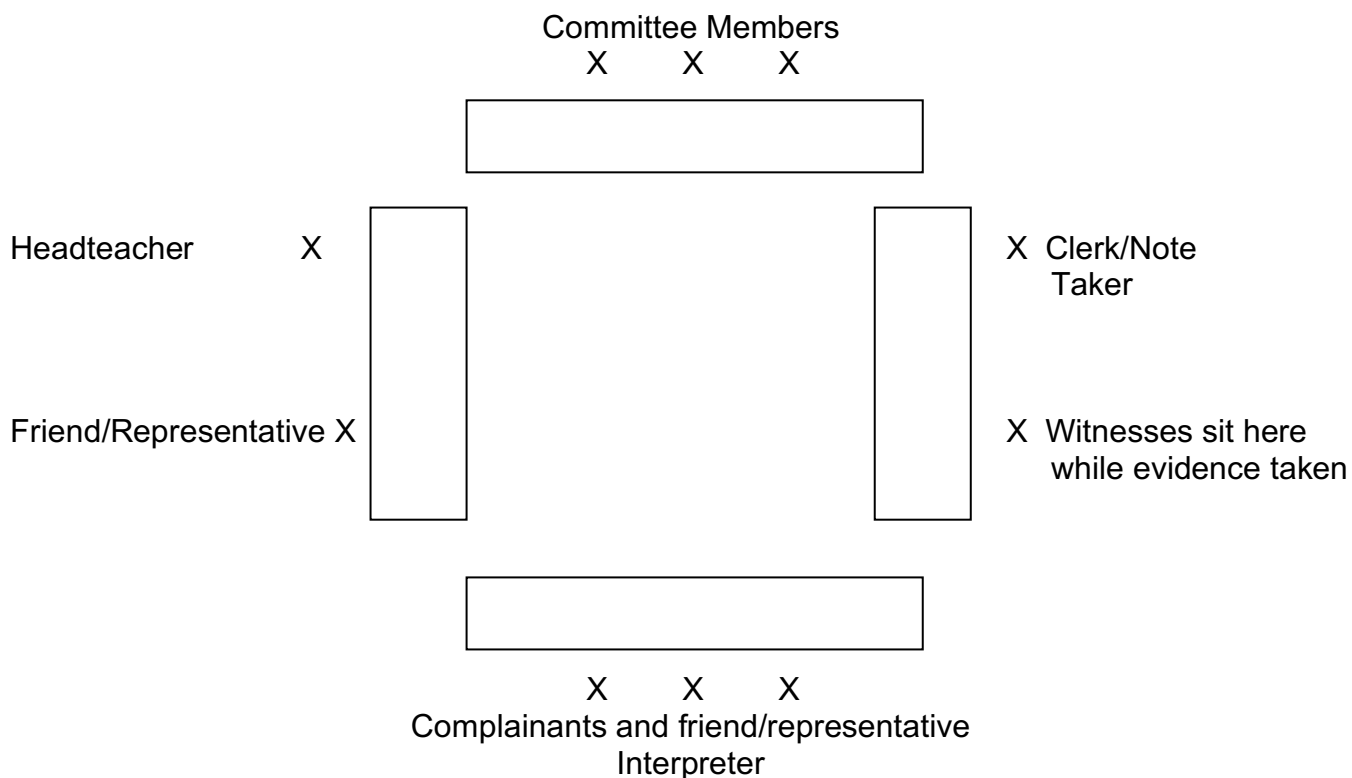 Committee Members
X X X
Headteacher X
X Clerk/Note
Taker
Friend/Representative X
X Witnesses sit here
while evidence taken
X X X
Complainants and friend/representative
Interpreter